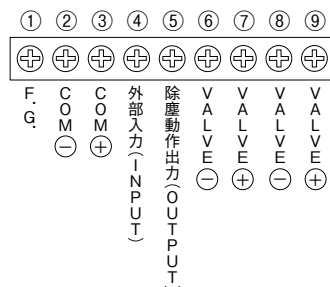 ① ② ③ ④ ⑤ ⑥ ⑦ ⑧ ⑨
F.G.
COM⊖
COM⊕
外部入力(INPUT)
除塵動作出力(OUTPUT)
VALVE⊖
VALVE⊕
VALVE⊖
VALVE⊕